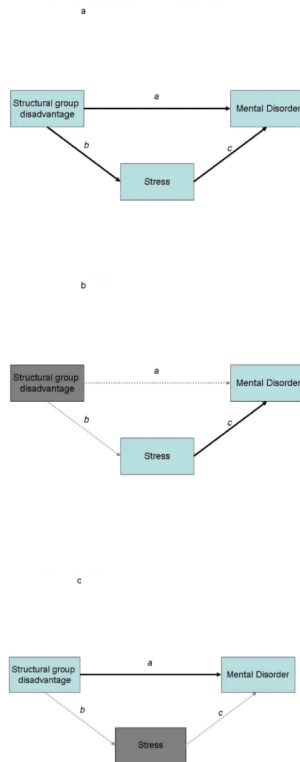 a
Structural group
disadvantage
a
Mental Disorder
b
c
Stress
b
Structural group
disadvantage
a
Mental Disorder
b
c
Stress
c
Structural group
disadvantage
a
Mental Disorder
b
c
Stress